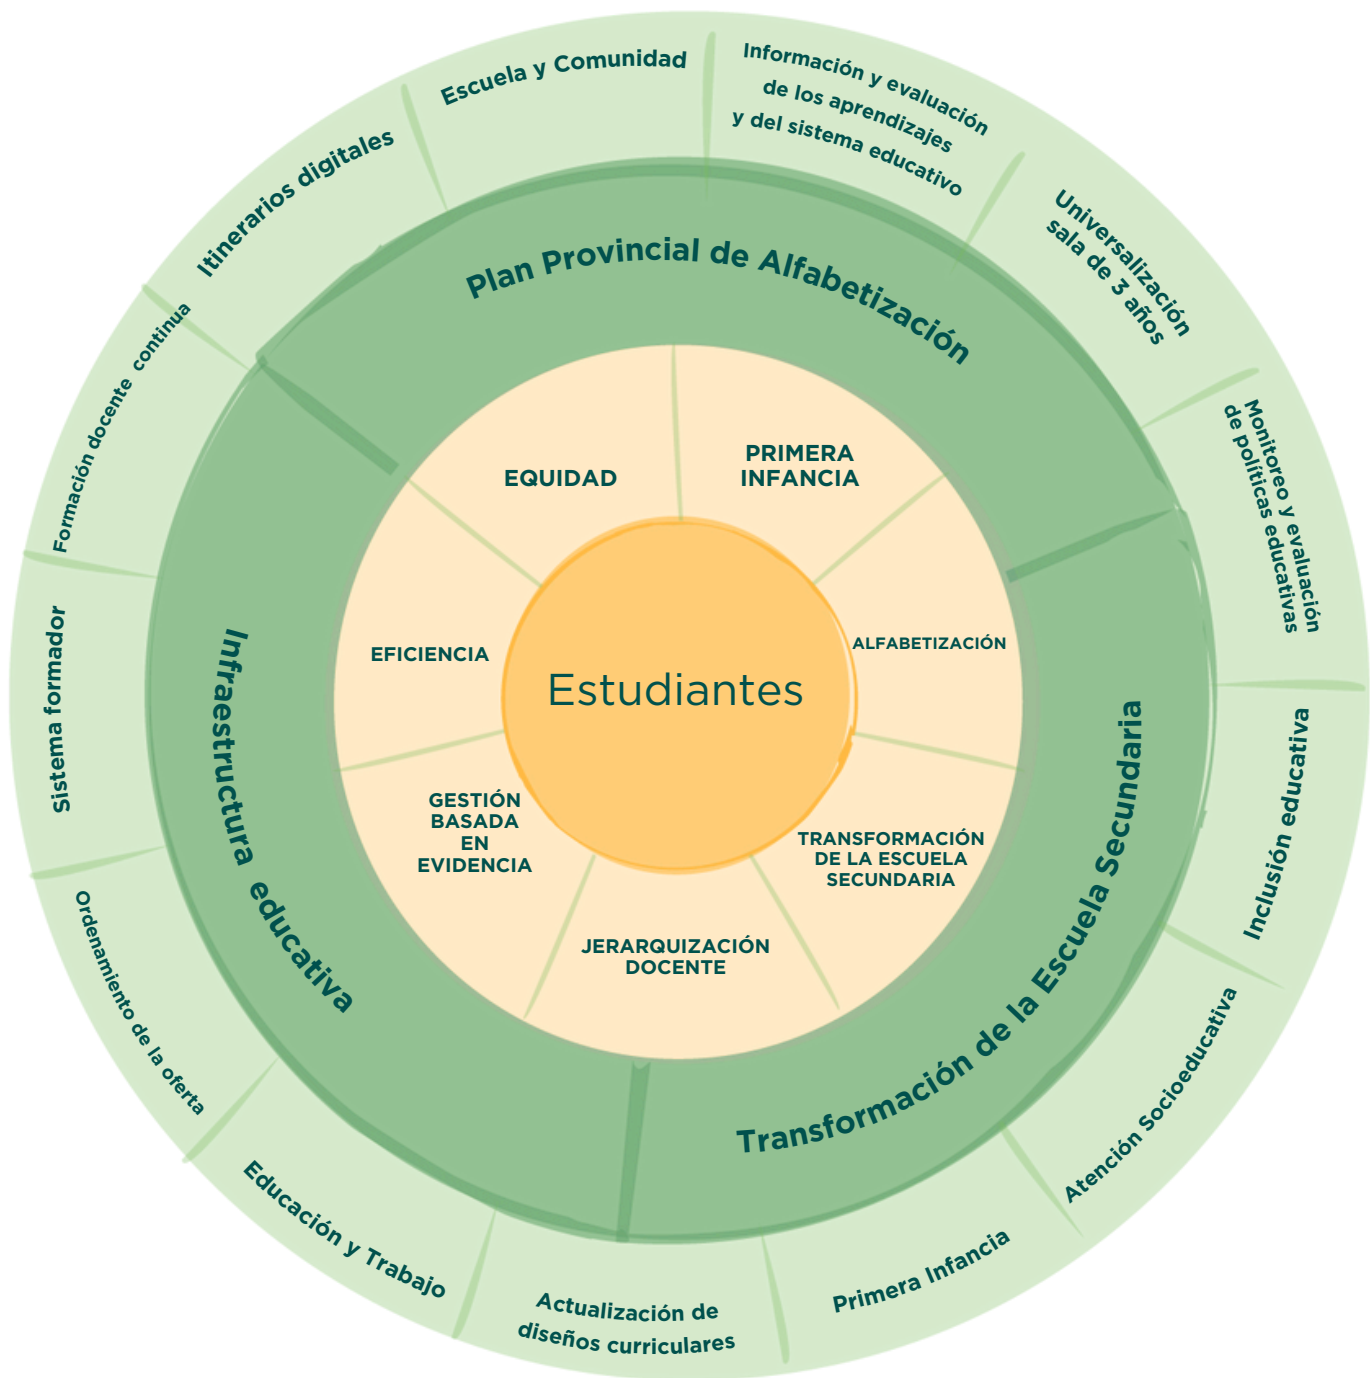 Escuela y Comunidad
Información y evaluación
de los aprendizajes
y del sistema educativo
Universalización
sala de 3 años
Monitoreo y evaluación
de políticas educativas
Inclusión educativa
Atención Socioeducativa
Primera Infancia
Actualización de
diseños curriculares
Educación y Trabajo
Ordenamiento de la oferta
Sistema formador
Formación docente continua
Itinerarios digitales
Plan Provincial de Alfabetización
Transformación de la Escuela Secundaria
Infraestructura educativa
EQUIDAD
PRIMERA
INFANCIA
ALFABETIZACIÓN
TRANSFORMACIÓN
DE LA ESCUELA
SECUNDARIA
JERARQUIZACIÓN
DOCENTE
GESTIÓN
BASADA
EN
EVIDENCIA
EFICIENCIA
Estudiantes